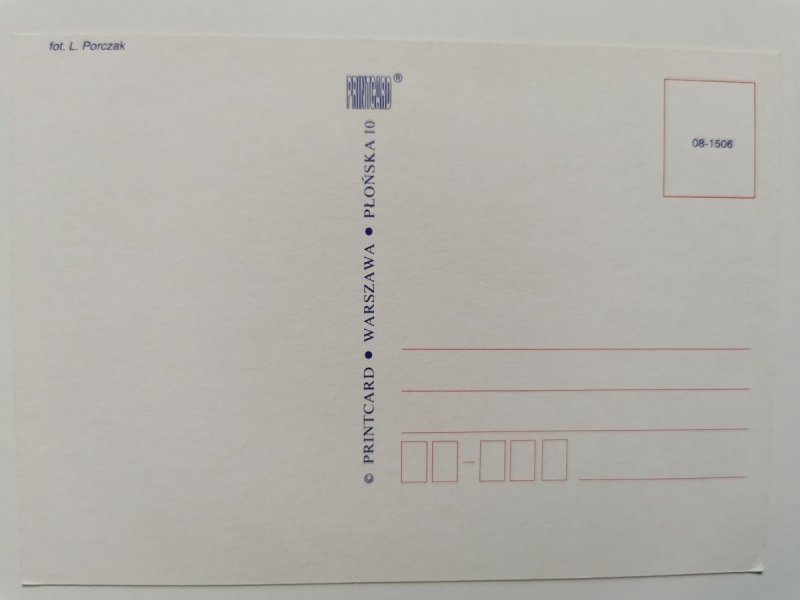 fot. L. Porczak
PRINTCARD®
08-1506
© PRINTCARD ● WARSZAWA ● PŁOŃSKA 10